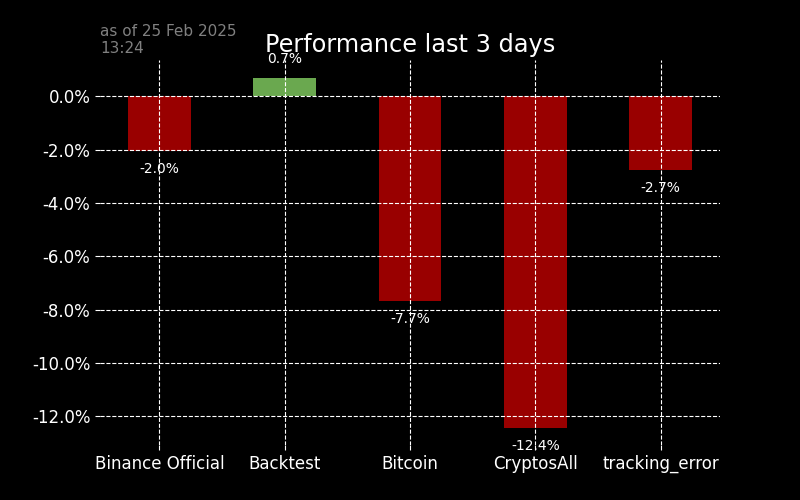 as of 25 Feb 2025
13:24
Performance last 3 days
0.7%
0.0%
-2.0%
-2.0%
-2.7%
-4.0%
-6.0%
-8.0%
-7.7%
-10.0%
-12.0%
-12.4%
Binance Official
Backtest
Bitcoin
CryptosAll
tracking_error